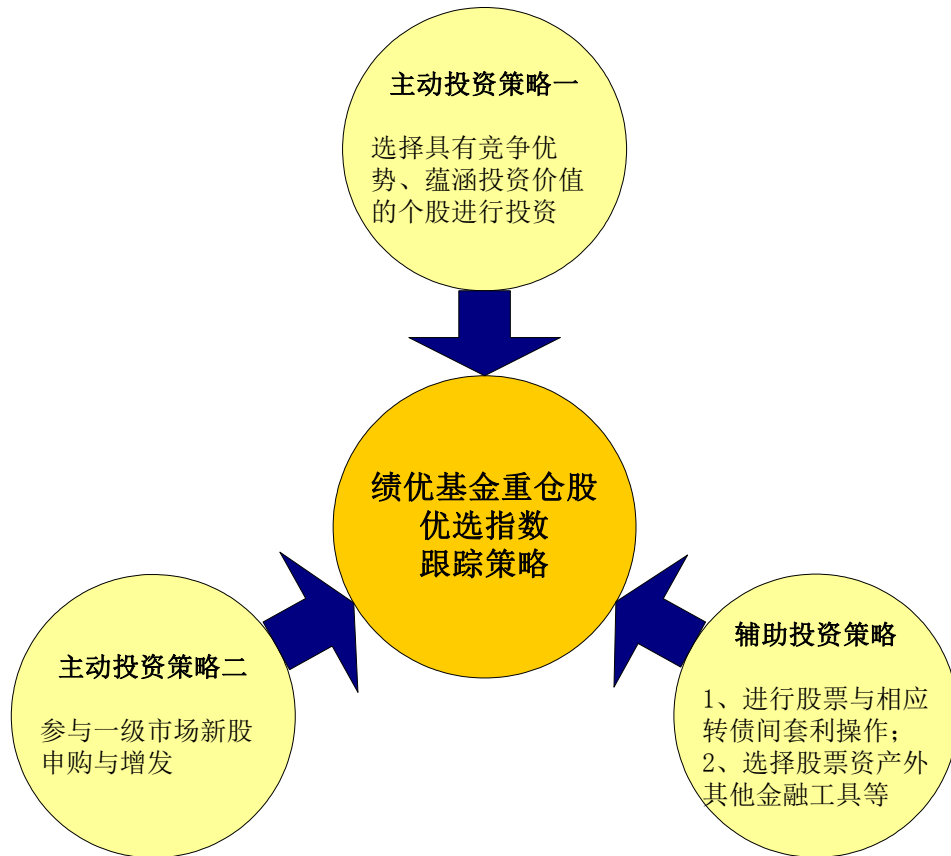 主动投资策略一
选择具有竞争优
势、蕴涵投资价值
的个股进行投资
绩优基金重仓股
优选指数
跟踪策略
主动投资策略二
参与一级市场新股
申购与增发
辅助投资策略
1、进行股票与相应
转债间套利操作;
2、选择股票资产外
其他金融工具等